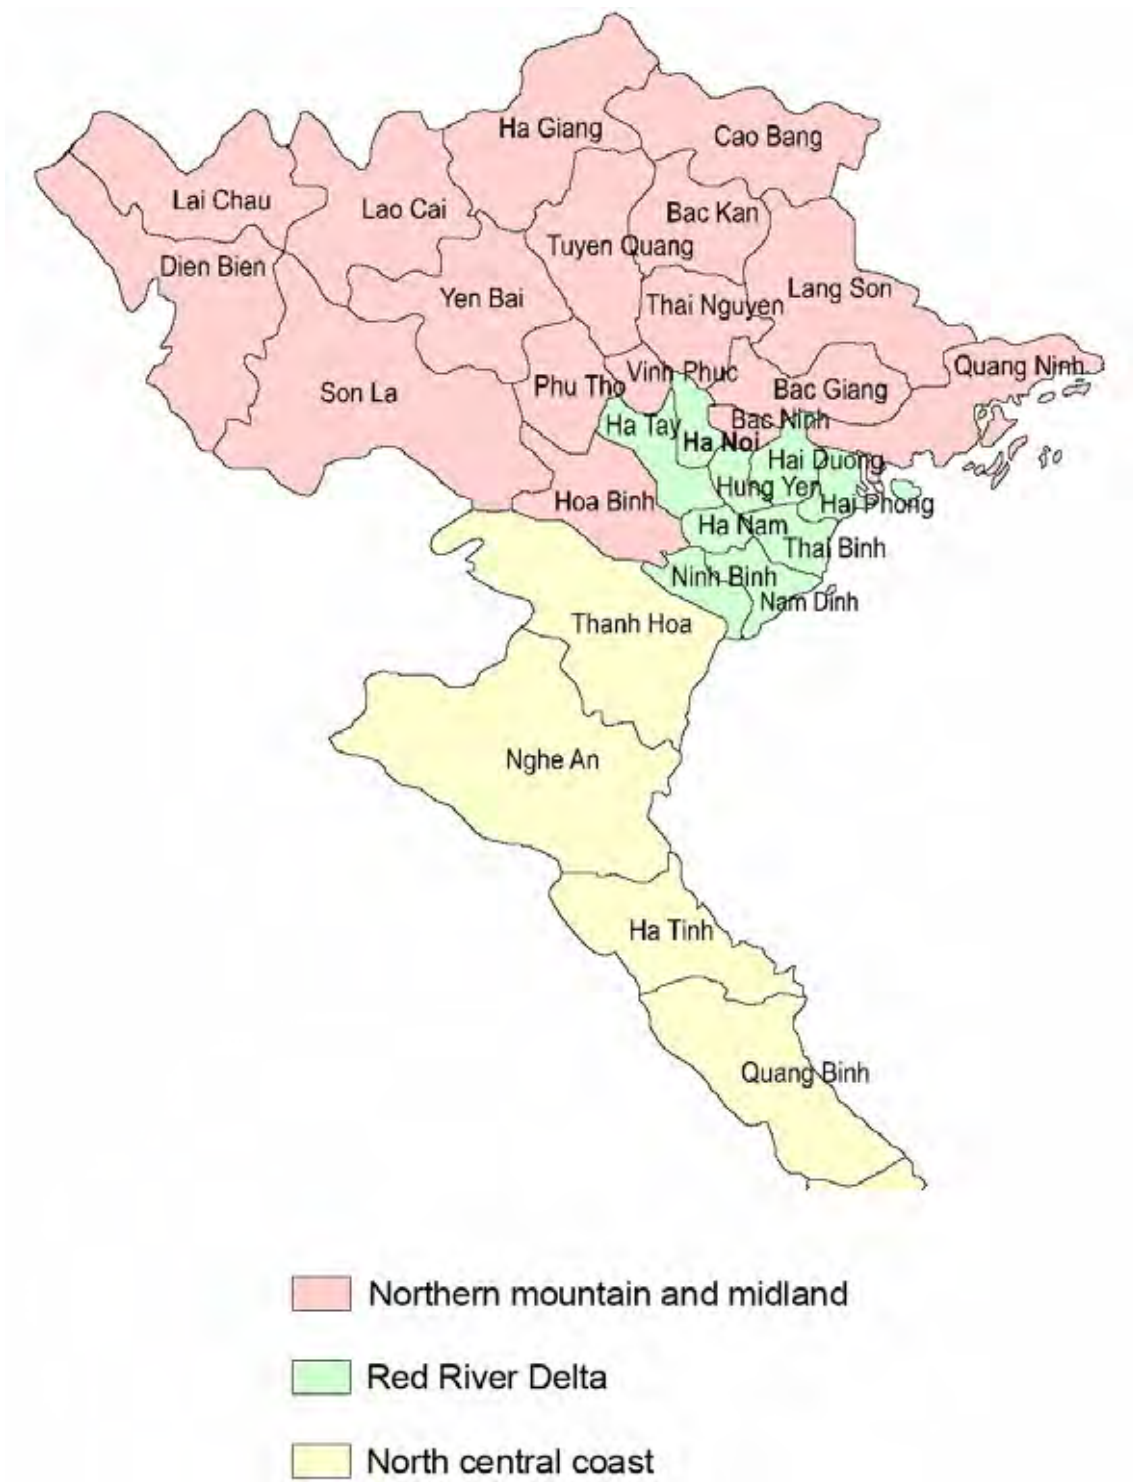 Ha Giang
Cao Bang
Lai Chau
Lao Cai
Bac Kan
Tuyen Quang
Dien Bien
Yen Bai
Thai Nguyen
Lang Son
Quang Ninh
Vinh Phuc
Phu Tho
Bac Giang
Son La
Ha Tay
Bac Ninh
Ha Noi
Hai Duong
Hung Yen
Hoa Binh
Hai Phong
Ha Nam
Thai Binh
Ninh Binh
Nam Dinh
Thanh Hoa
Nghe An
Ha Tinh
Quang Binh
Northern mountain and midland
Red River Delta
North central coast